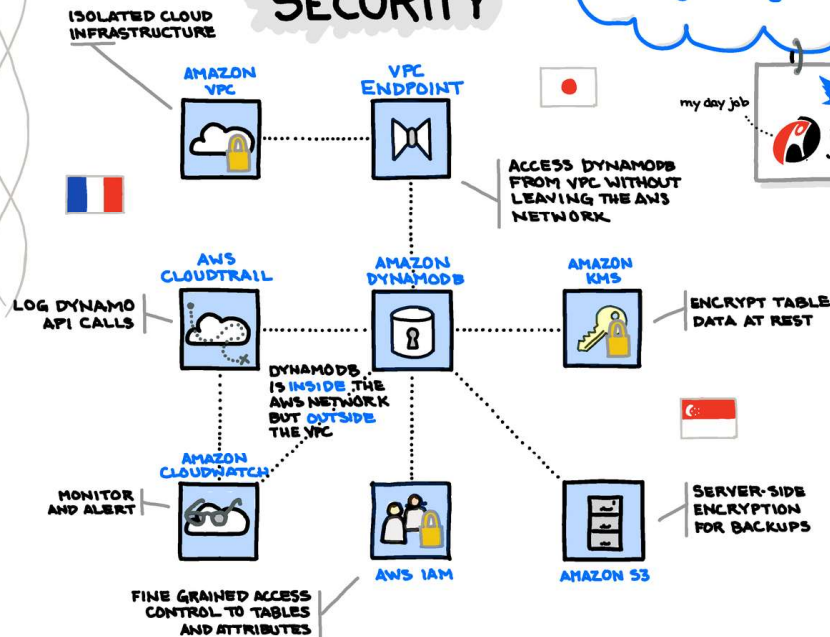 SECURITY
ISOLATED CLOUD
INFRASTRUCTURE
AMAZON
VPC
VPC
ENDPOINT
my day job
ACCESS DYNAMODB
FROM VPC WITHOUT
LEAVING THE AWS
NETWORK
AWS
CLOUDTRAIL
AMAZON
DYNAMODB
AMAZON
KMS
LOG DYNAMO
API CALLS
ENCRYPT TABLE
DATA AT REST
DYNAMODB
IS INSIDE THE
AWS NETWORK
BUT OUTSIDE
THE VPC
AMAZON
CLOUDWATCH
MONITOR
AND ALERT
SERVER-SIDE
ENCRYPTION
FOR BACKUPS
AWS IAM
AMAZON S3
FINE GRAINED ACCESS
CONTROL TO TABLES
AND ATTRIBUTES